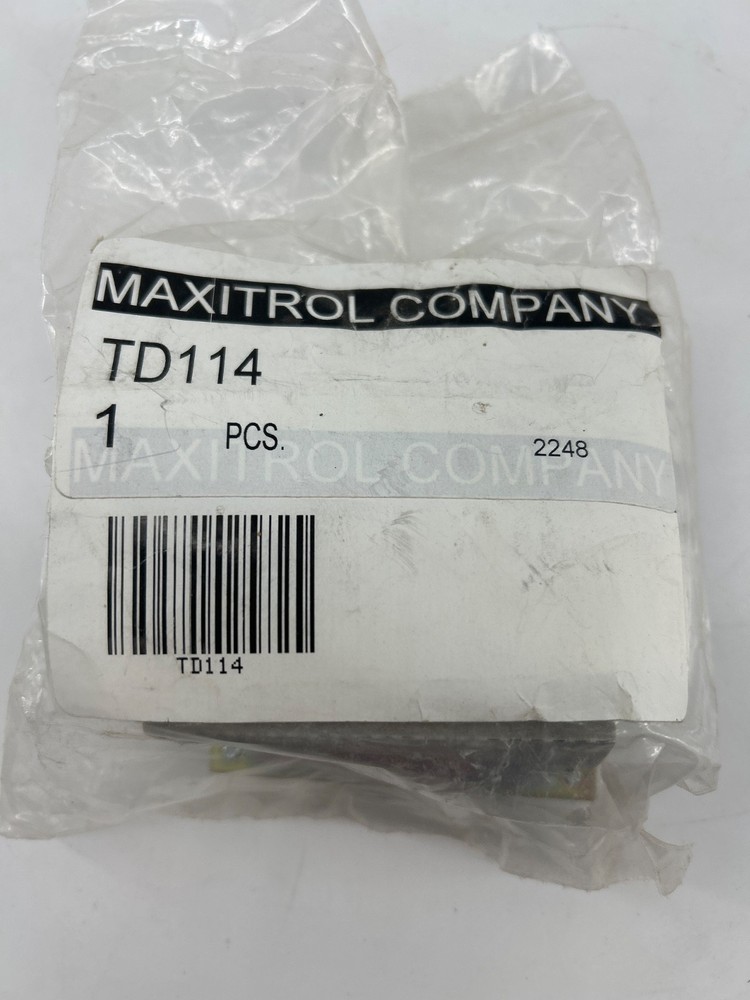 MAXITROL COMPANY
TD114
1 PCS. 2248
MAXITROL COMPANY
TD114